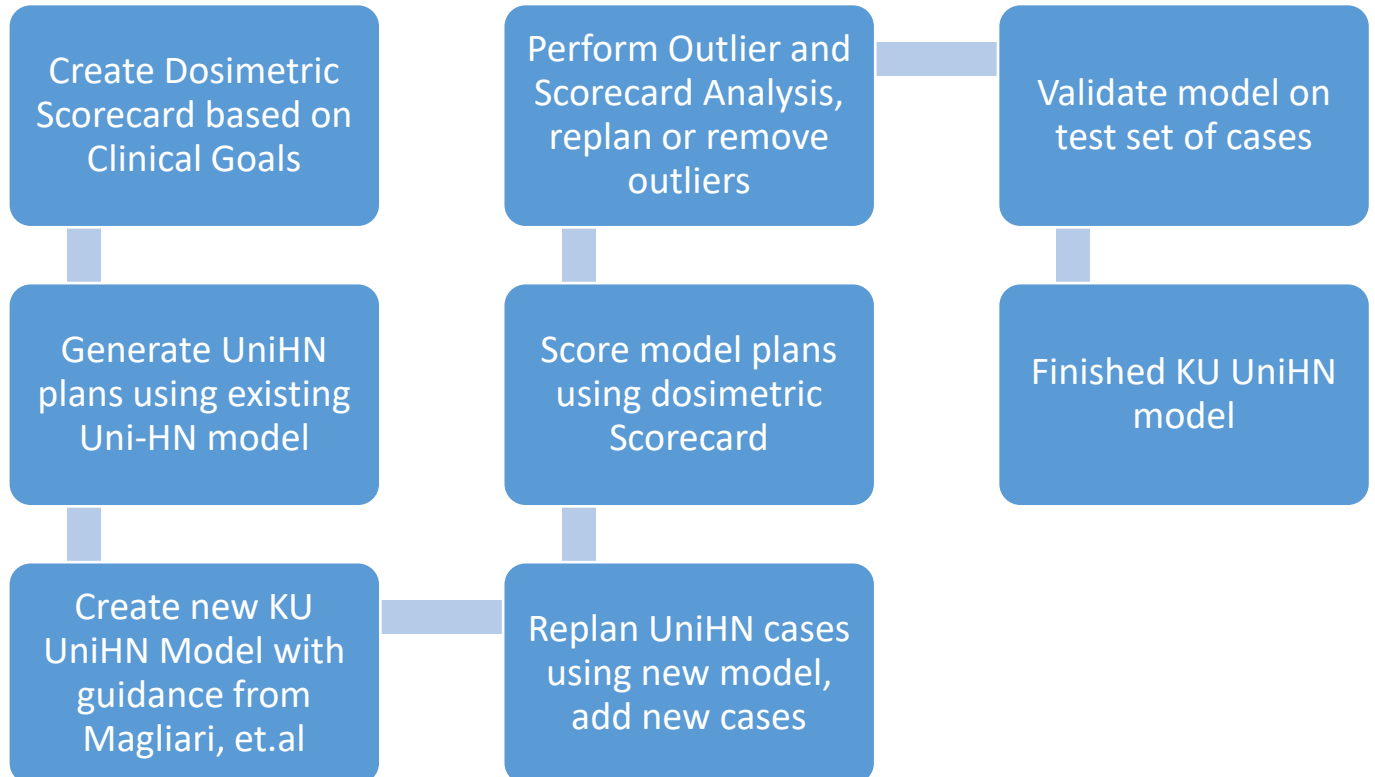 Create Dosimetric
Scorecard based on
Clinical Goals
Generate UniHN
plans using existing
Uni-HN model
Create new KU
UniHN Model with
guidance from
Magliari, et.al
Replan UniHN cases
using new model,
add new cases
Score model plans
using dosimetric
Scorecard
Perform Outlier and
Scorecard Analysis,
replan or remove
outliers
Validate model on
test set of cases
Finished KU UniHN
model